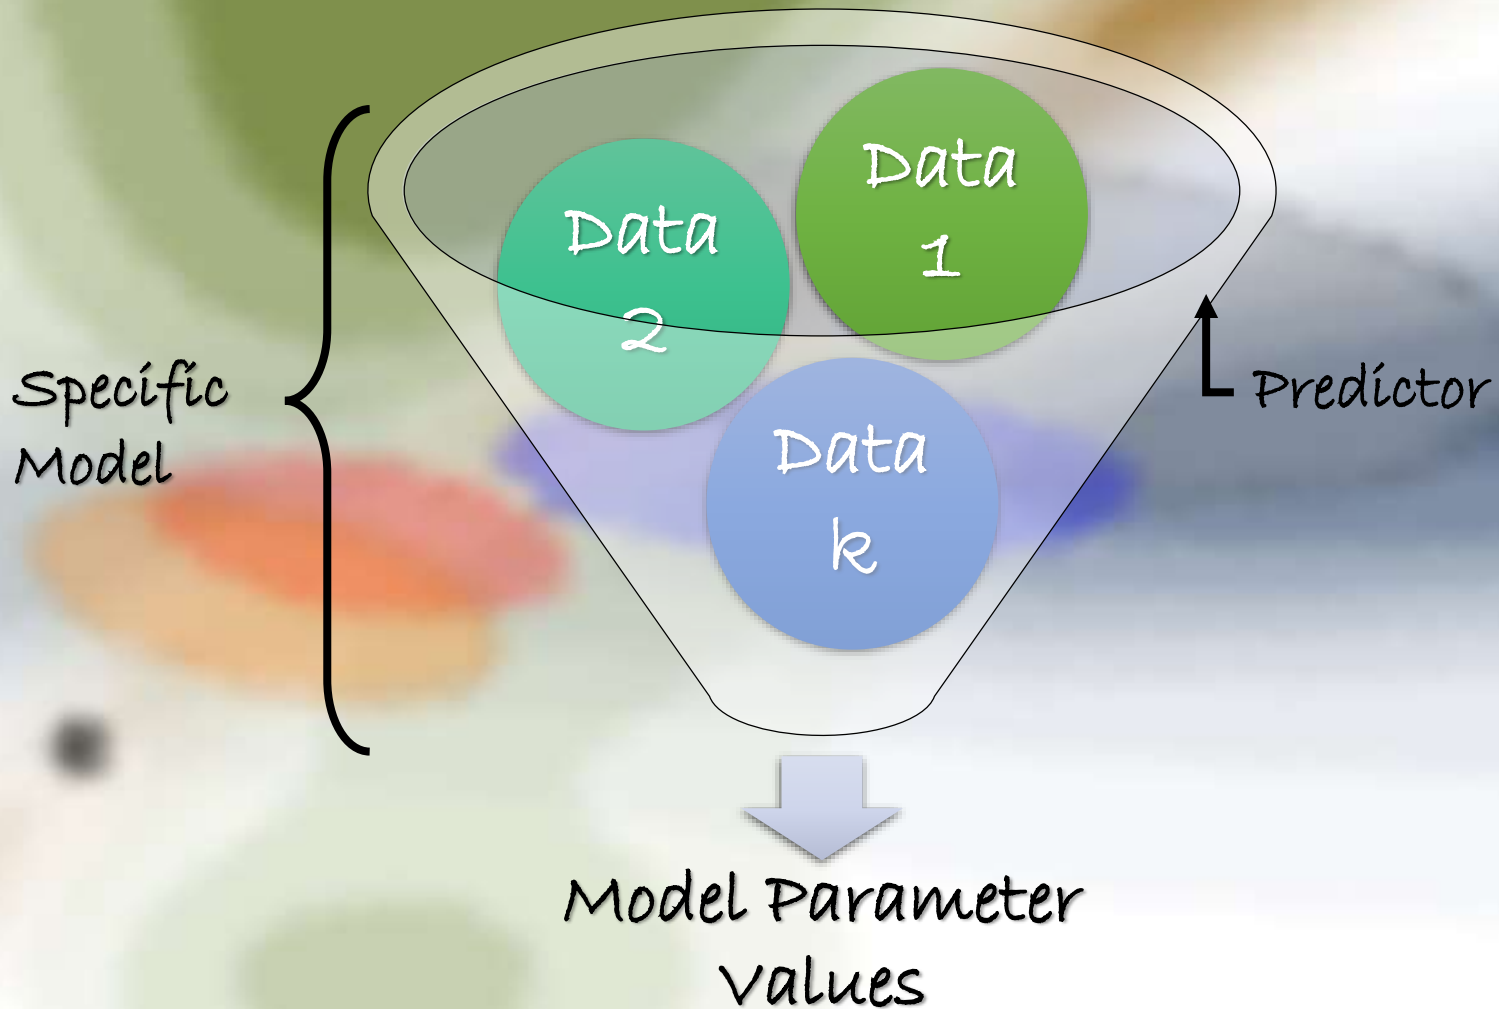 Data
1
Data
2
Specific
Model
Predictor
Data
k
Model Parameter
Values